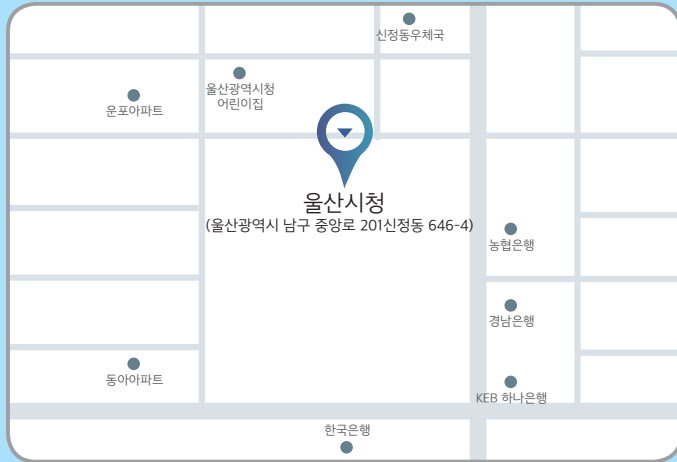 신정동우체국
울산광역시청
어린이집
운포아파트
울산시청
(울산광역시 남구 중앙로 201신정동 646-4)
농협은행
경남은행
동아아파트
KEB 하나은행
한국은행